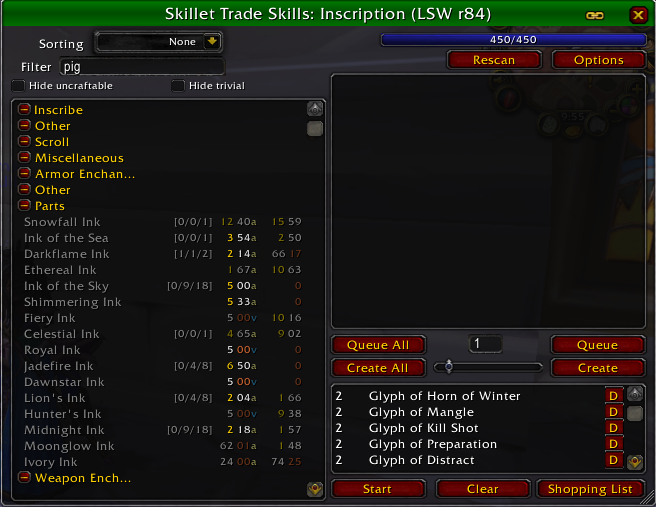 Skillet Trade Skills: Inscription (LSW r84)
Sorting None
450/450
Filter pig
Rescan Options
Hide uncraftable Hide trivial
Inscribe
Other
Scroll
Miscellaneous
Armor Enchan...
Other
Parts
Snowfall Ink [0/0/1] 12 40a 15 59
Ink of the Sea [0/0/1] 3 54a 2 50
Darkflame Ink [1/1/2] 2 14a 66 17
Ethereal Ink 1 67a 10 63
Ink of the Sky [0/9/18] 5 00a 0
Shimmering Ink 5 33a 0
Fiery Ink 5 00v 10 16
Celestial Ink [0/0/1] 4 65a 9 02
Royal Ink 5 00v 0
Jadefire Ink [0/4/8] 6 50a 0
Dawnstar Ink 5 00v 0
Lion's Ink [0/4/8] 2 04a 1 66
Hunter's Ink 5 00v 9 38
Midnight Ink [0/9/18] 2 18a 1 57
Moonglow Ink 62 01a 1 48
Ivory Ink 24 00a 74 25
Weapon Ench...
0.55
Queue All 1 Queue
Create All Create
2 Glyph of Horn of Winter D
2 Glyph of Mangle D
2 Glyph of Kill Shot D
2 Glyph of Preparation D
2 Glyph of Distract D
Start Clear Shopping List